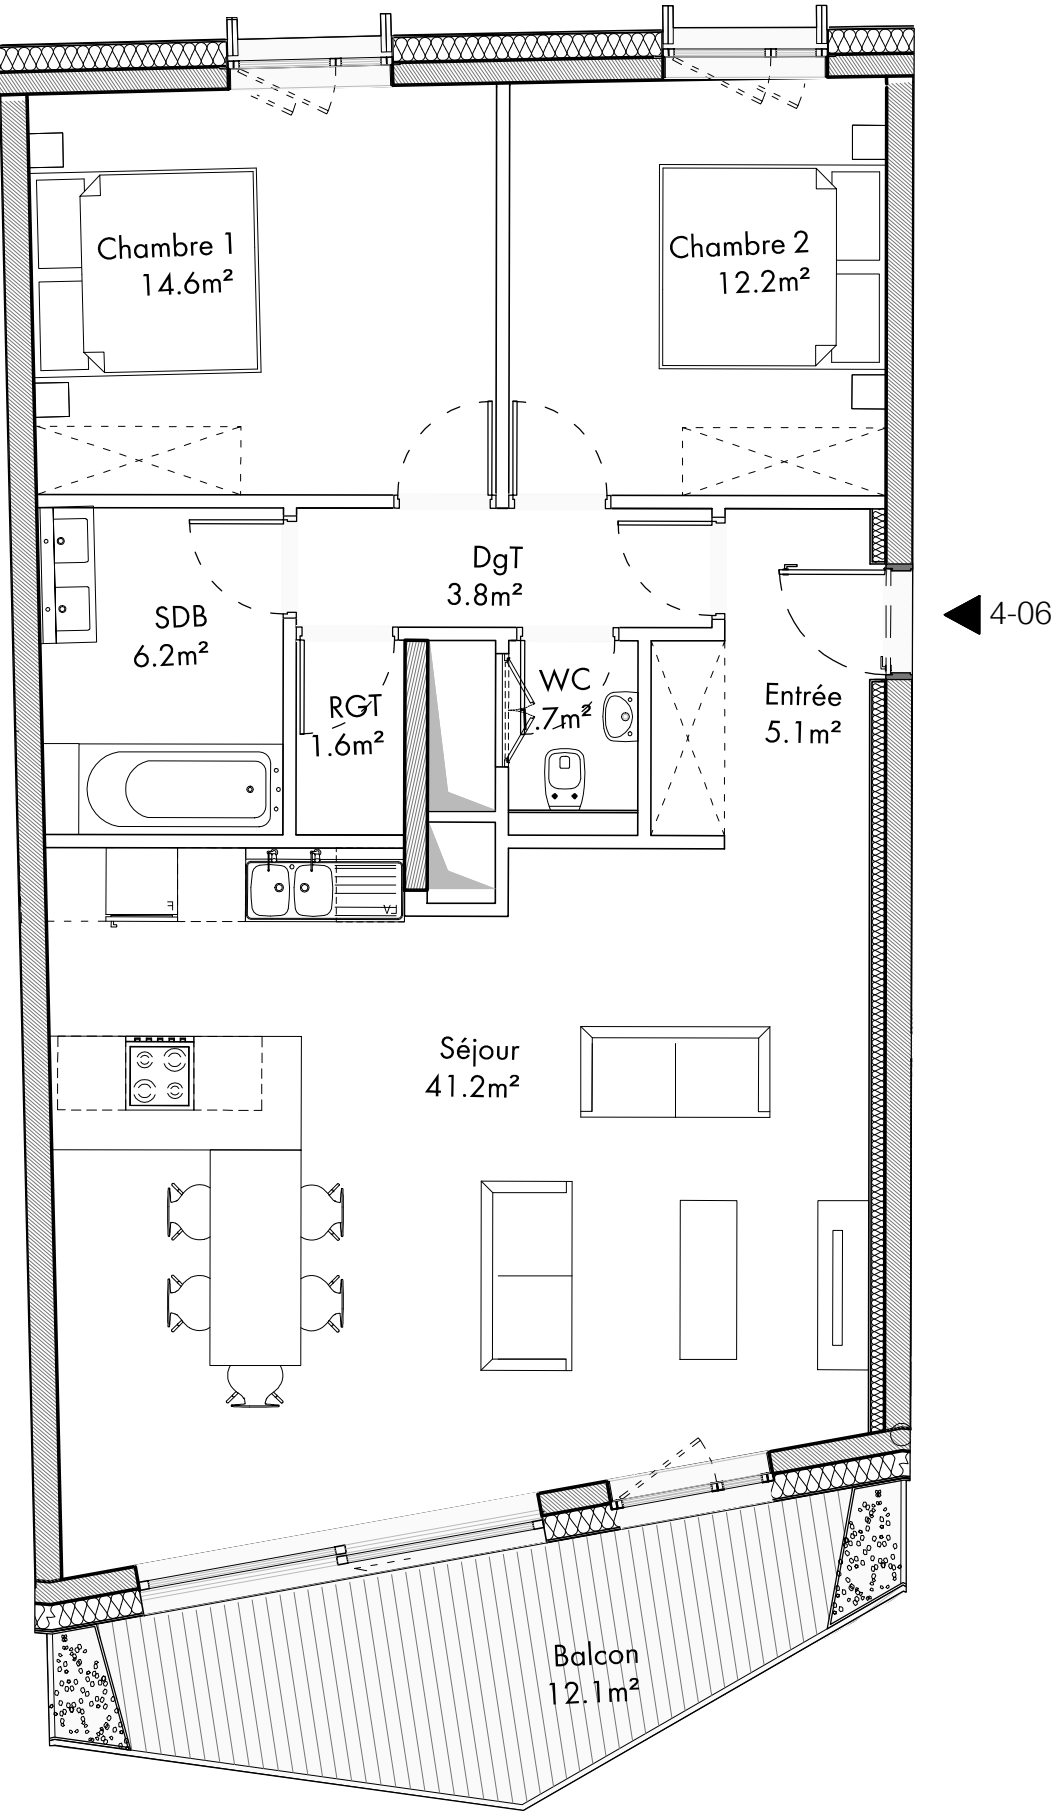 Chambre 1
14.6m²
Chambre 2
12.2m²
DgT
3.8m²
4-06
SDB
6.2m²
WC
.7m²
RGT
1.6m²
Entrée
5.1m²
LV
Séjour
41.2m²
Balcon
12.1m²